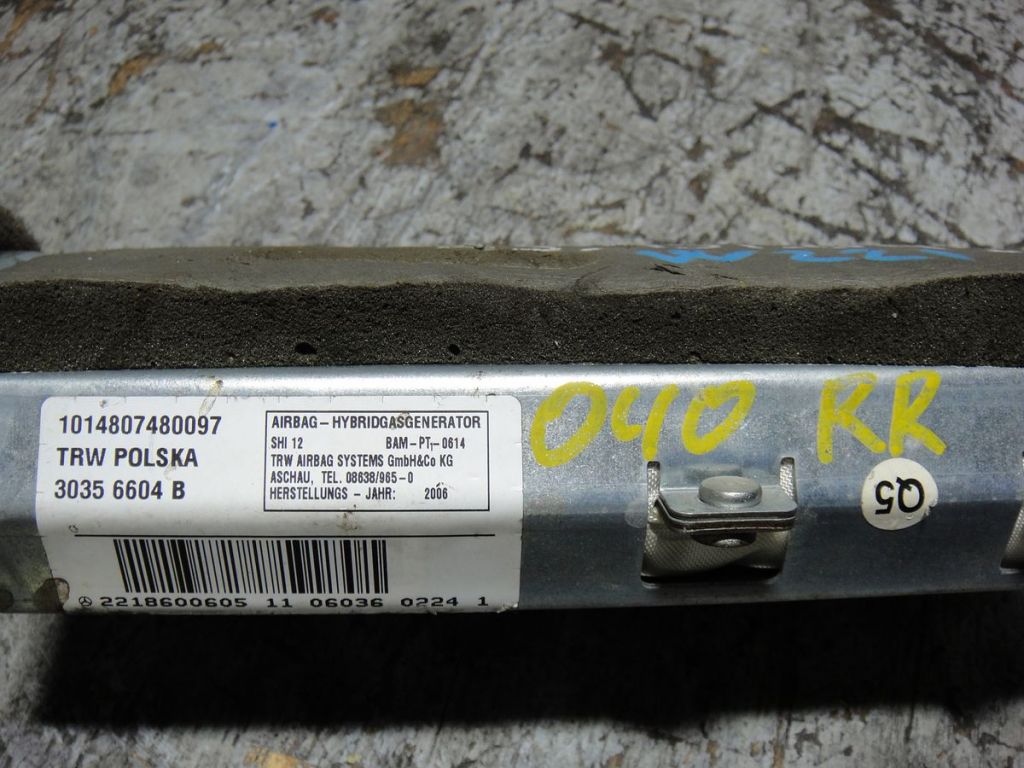 1014807480097
TRW POLSKA
3035 6604 B
AIRBAG – HYBRIDGASGENERATOR
SHI 12 BAM–PT₁–0614
TRW AIRBAG SYSTEMS GmbH&Co KG
ASCHAU, TEL. 08638/965–0
HERSTELLUNGS – JAHR: 2006
2218600605 11 06036 0224 1
040 RR
Q5